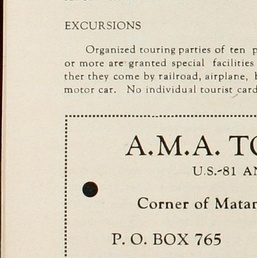 EXCURSIONS
Organized touring parties of ten
or more are granted special facilities
ther they come by railroad, airplane,
motor car. No individual tourist card
A.M.A. TO
U.S.-81 AN
Corner of Matar
P. O. BOX 765